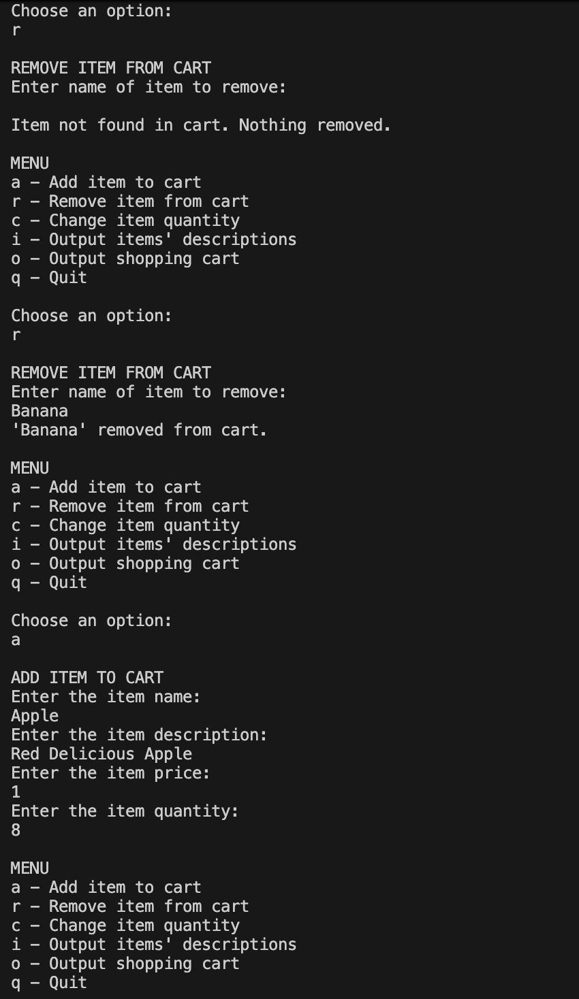 Choose an option:
r
REMOVE ITEM FROM CART
Enter name of item to remove:
Item not found in cart. Nothing removed.
MENU
a – Add item to cart
r – Remove item from cart
c – Change item quantity
i – Output items' descriptions
o – Output shopping cart
q – Quit
Choose an option:
r
REMOVE ITEM FROM CART
Enter name of item to remove:
Banana
'Banana' removed from cart.
MENU
a – Add item to cart
r – Remove item from cart
c – Change item quantity
i – Output items' descriptions
o – Output shopping cart
q – Quit
Choose an option:
a
ADD ITEM TO CART
Enter the item name:
Apple
Enter the item description:
Red Delicious Apple
Enter the item price:
1
Enter the item quantity:
8
MENU
a – Add item to cart
r – Remove item from cart
c – Change item quantity
i – Output items' descriptions
o – Output shopping cart
q – Quit